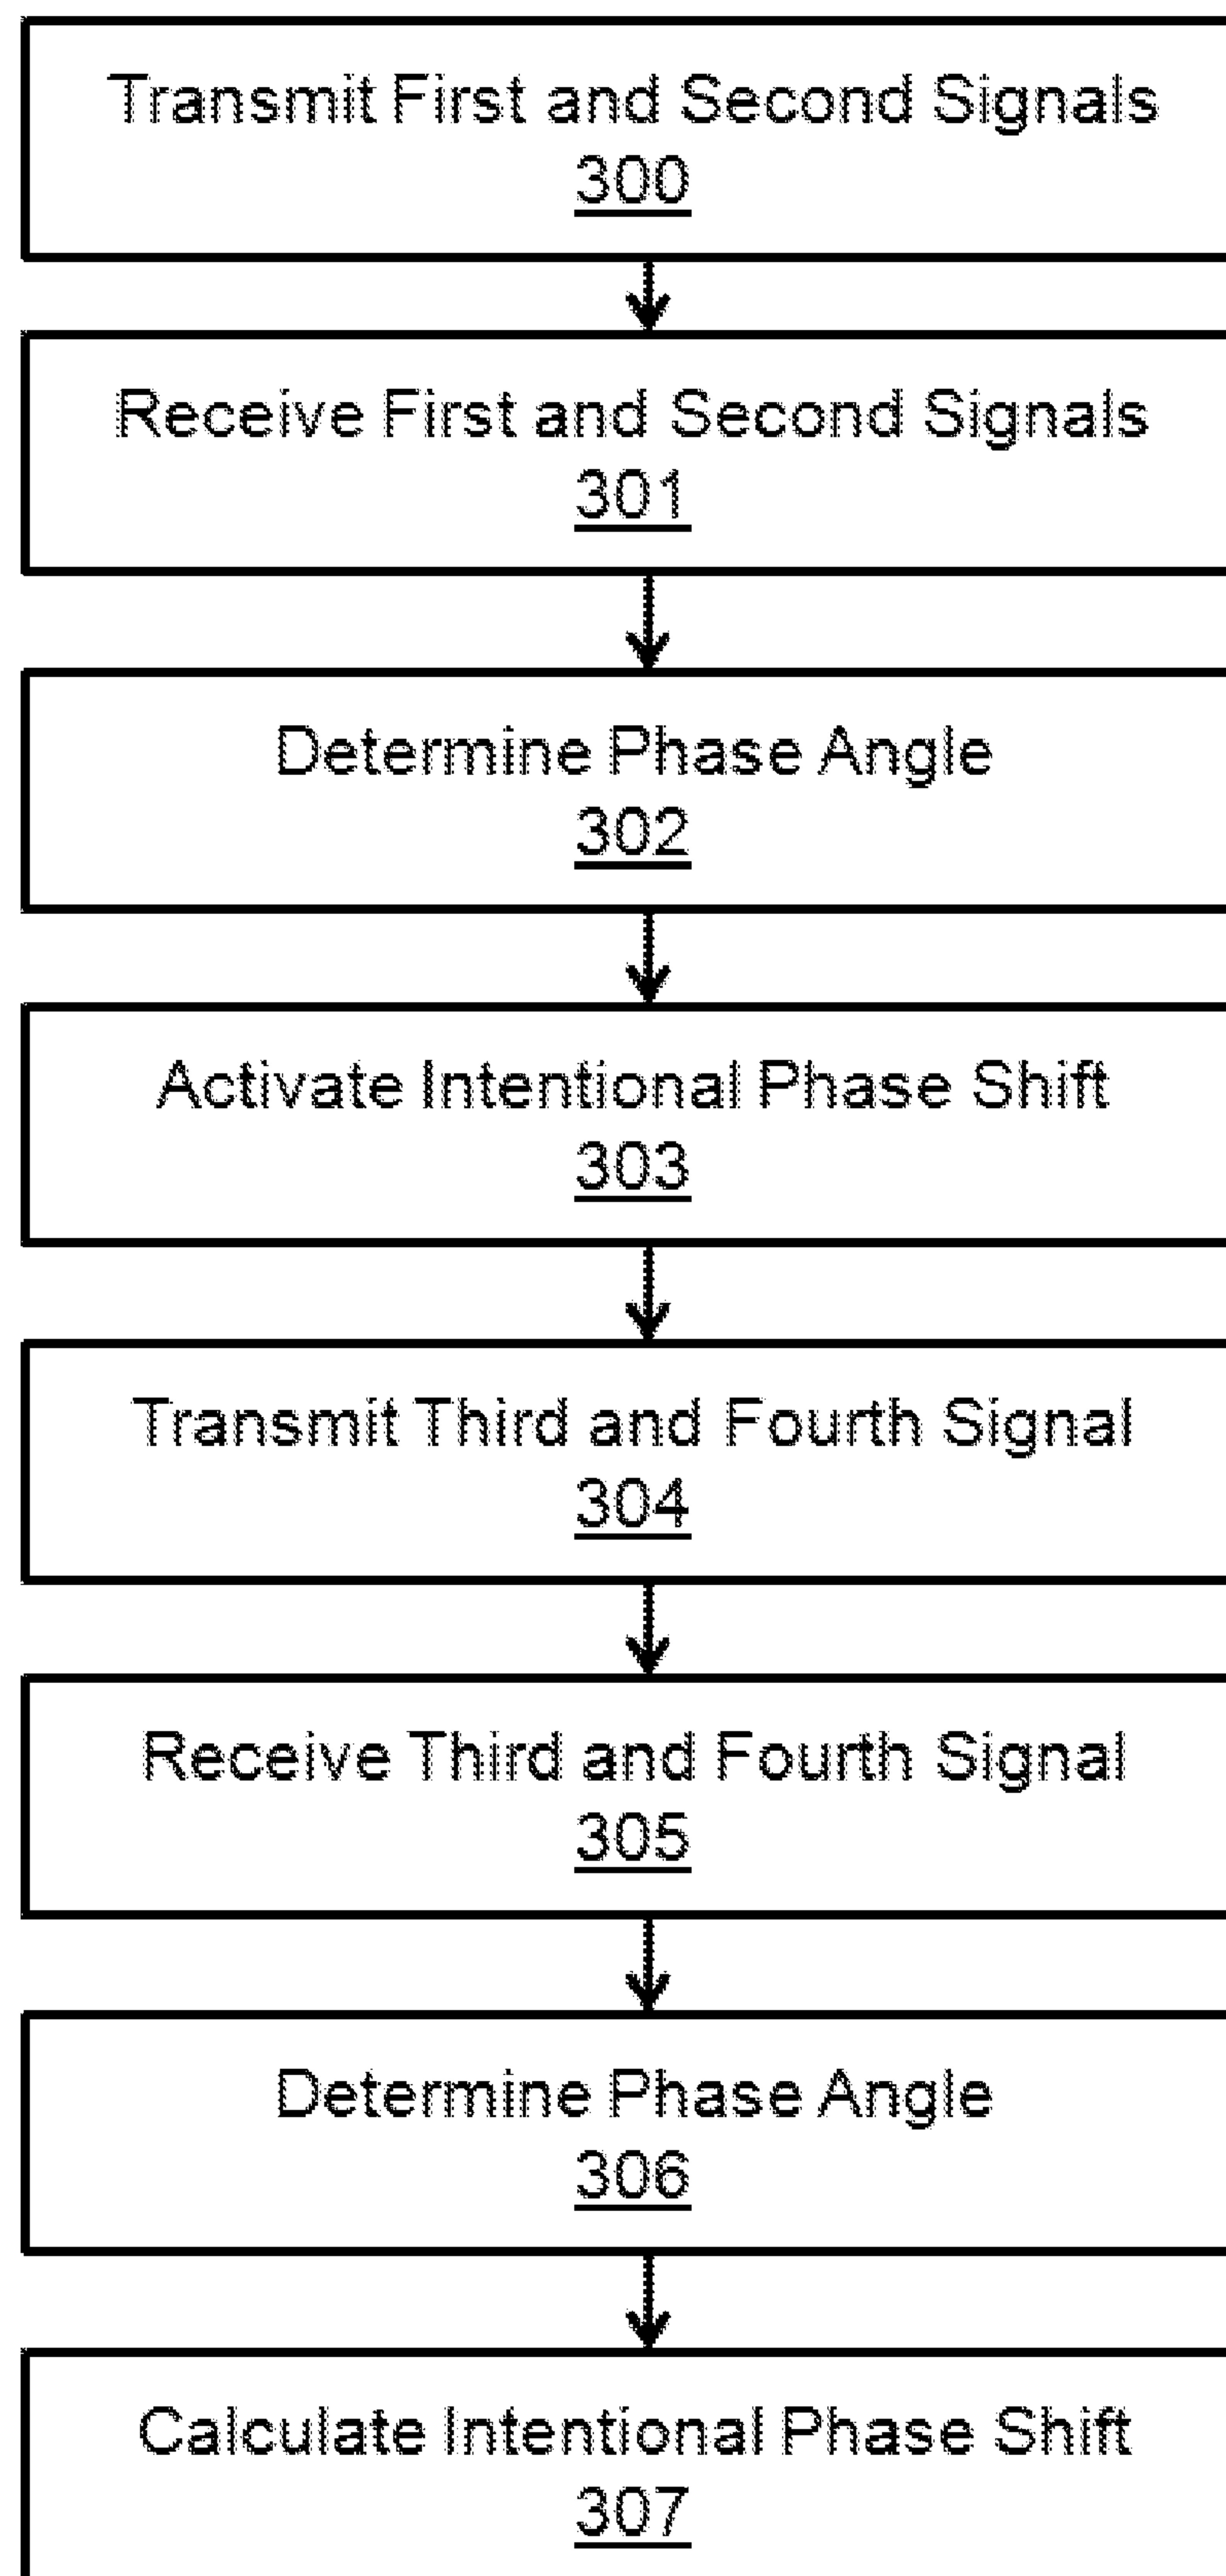 Transmit First and Second Signals
300
Receive First and Second Signals
301
Determine Phase Angle
302
Activate Intentional Phase Shift
303
Transmit Third and Fourth Signal
304
Receive Third and Fourth Signal
305
Determine Phase Angle
306
Calculate Intentional Phase Shift
307